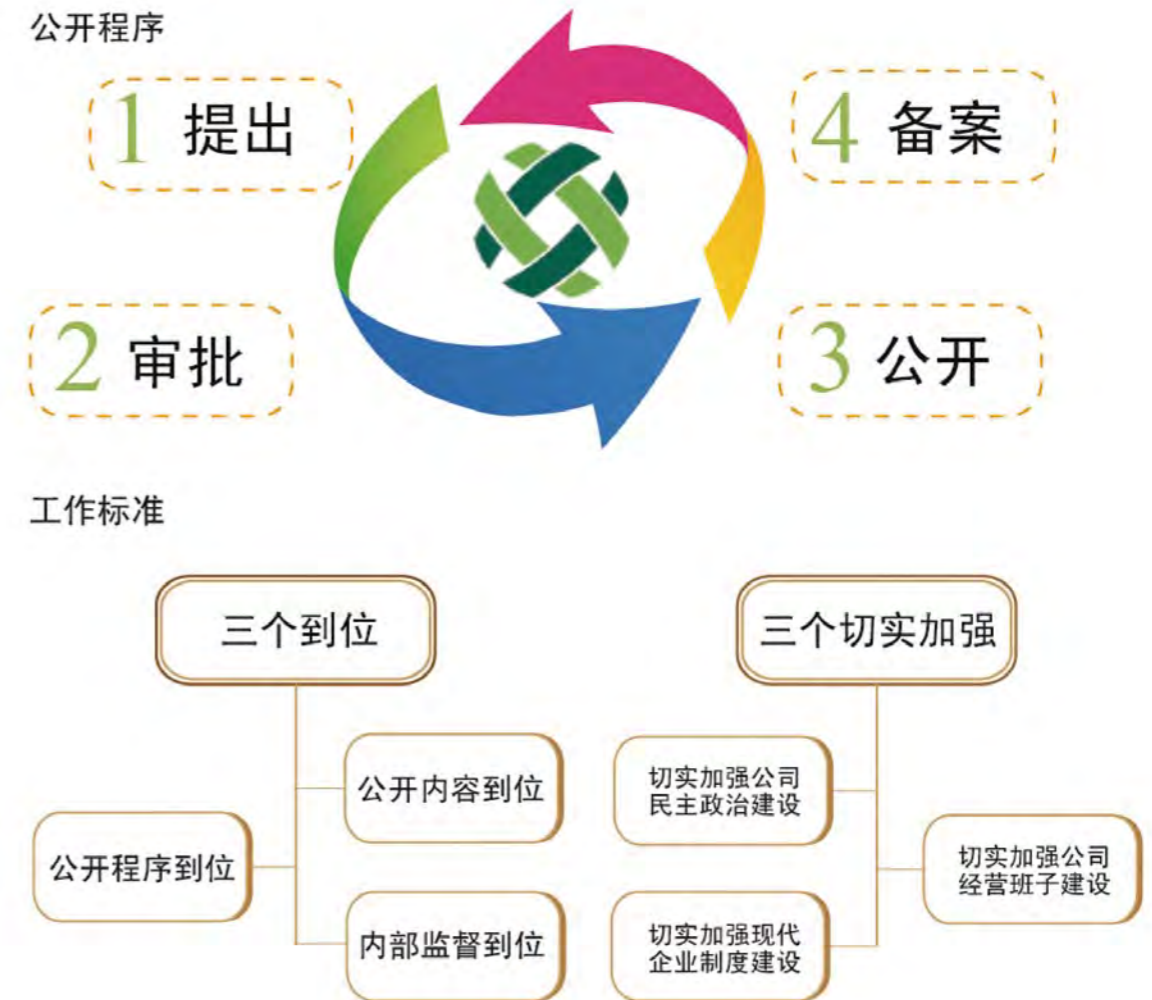 公开程序
1 提出
4 备案
2 审批
3 公开
工作标准
三个到位
三个切实加强
公开内容到位
切实加强公司
民主政治建设
公开程序到位
切实加强公司
经营班子建设
内部监督到位
切实加强现代
企业制度建设